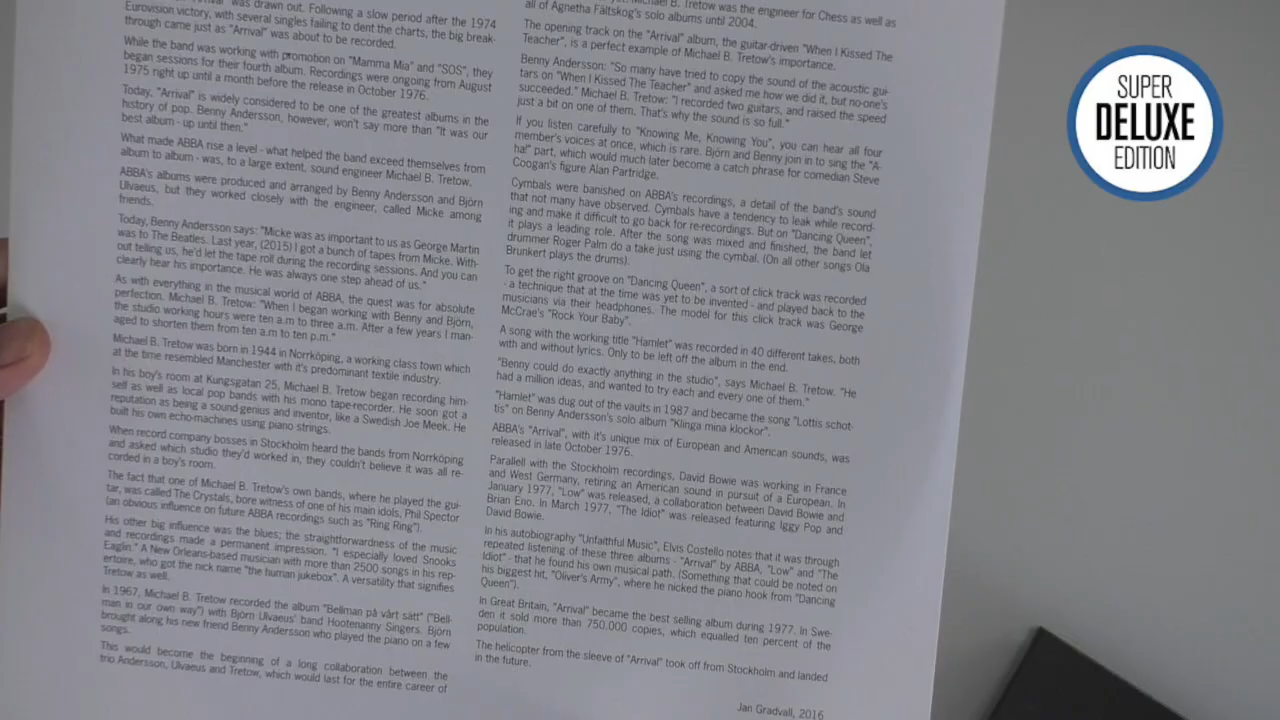 was drawn out. Following a slow period after the 1974
Eurovision victory, with several singles failing to dent the charts, the big break-
through came just as "Arrival" was about to be recorded.
While the band was working with promotion on "Mamma Mia" and "SOS", they
began sessions for their fourth album. Recordings were ongoing from August
1975 right up until a month before the release in October 1976.
Today, "Arrival" is widely considered to be one of the greatest albums in the
history of pop. Benny Andersson, however, won't say more than "It was our
best album - up until then."
What made ABBA rise a level - what helped the band exceed themselves from
album to album - was, to a large extent, sound engineer Michael B. Tretow.
ABBA's albums were produced and arranged by Benny Andersson and Björn
Ulvaeus, but they worked closely with the engineer, called Micke among
friends.
Today, Benny Andersson says: "Micke was as important to us as George Martin
was to The Beatles. Last year, (2015) I got a bunch of tapes from Micke. With-
out telling us, he'd let the tape roll during the recording sessions. And you can
clearly hear his importance. He was always one step ahead of us."
As with everything in the musical world of ABBA, the quest was for absolute
perfection. Michael B. Tretow: "When I began working with Benny and Björn,
the studio working hours were ten a.m to three a.m. After a few years I man-
aged to shorten them from ten a.m to ten p.m."
Michael B. Tretow was born in 1944 in Norrköping, a working class town which
at the time resembled Manchester with it's predominant textile industry.
In his boy's room at Kungsgatan 25, Michael B. Tretow began recording him-
self as well as local pop bands with his mono tape-recorder. He soon got a
reputation as being a sound-genius and inventor, like a Swedish Joe Meek. He
built his own echo-machines using piano strings.
When record company bosses in Stockholm heard the bands from Norrköping
and asked which studio they'd worked in, they couldn't believe it was all re-
corded in a boy's room.
The fact that one of Michael B. Tretow's own bands, where he played the gui-
tar, was called The Crystals, bore witness of one of his main idols, Phil Spector
(an obvious influence on future ABBA recordings such as "Ring Ring").
His other big influence was the blues; the straightforwardness of the music
and recordings made a permanent impression. "I especially loved Snooks
Eaglin." A New Orleans-based musician with more than 2500 songs in his rep-
ertoire, who got the nick name "the human jukebox". A versatility that signifies
Tretow as well.
In 1967, Michael B. Tretow recorded the album "Bellman på vårt sätt" ("Bell-
man in our own way") with Björn Ulvaeus' band Hootenanny Singers. Björn
brought along his new friend Benny Andersson who played the piano on a few
songs.
This would become the beginning of a long collaboration between the
trio Andersson, Ulvaeus and Tretow, which would last for the entire career of
B. Tretow was the engineer for Chess as well as
all of Agnetha Fältskog's solo albums until 2004.
The opening track on the "Arrival" album, the guitar-driven "When I Kissed The
Teacher", is a perfect example of Michael B. Tretow's importance.
Benny Andersson: "So many have tried to copy the sound of the acoustic gui-
tars on "When I Kissed The Teacher" and asked me how we did it, but no-one's
succeeded." Michael B. Tretow: "I recorded two guitars, and raised the speed
just a bit on one of them. That's why the sound is so full."
If you listen carefully to "Knowing Me, Knowing You", you can hear all four
member's voices at once, which is rare. Björn and Benny join in to sing the "A-
ha!" part, which would much later become a catch phrase for comedian Steve
Coogan's figure Alan Partridge.
Cymbals were banished on ABBA's recordings, a detail of the band's sound
that not many have observed. Cymbals have a tendency to leak while record-
ing and make it difficult to go back for re-recordings. But on "Dancing Queen",
it plays a leading role. After the song was mixed and finished, the band let
drummer Roger Palm do a take just using the cymbal. (On all other songs Ola
Brunkert plays the drums).
To get the right groove on "Dancing Queen", a sort of click track was recorded
- a technique that at the time was yet to be invented - and played back to the
musicians via their headphones. The model for this click track was George
McCrae's "Rock Your Baby".
A song with the working title "Hamlet" was recorded in 40 different takes, both
with and without lyrics. Only to be left off the album in the end.
"Benny could do exactly anything in the studio", says Michael B. Tretow. "He
had a million ideas, and wanted to try each and every one of them."
"Hamlet" was dug out of the vaults in 1987 and became the song "Lottis schot-
tis" on Benny Andersson's solo album "Klinga mina klockor".
ABBA's "Arrival", with it's unique mix of European and American sounds, was
released in late October 1976.
Parallell with the Stockholm recordings, David Bowie was working in France
and West Germany, retiring an American sound in pursuit of a European. In
January 1977, "Low" was released, a collaboration between David Bowie and
Brian Eno. In March 1977, "The Idiot" was released featuring Iggy Pop and
David Bowie.
In his autobiography "Unfaithful Music", Elvis Costello notes that it was through
repeated listening of these three albums - "Arrival" by ABBA, "Low" and "The
Idiot" - that he found his own musical path. (Something that could be noted on
his biggest hit, "Oliver's Army", where he nicked the piano hook from "Dancing
Queen").
In Great Britain, "Arrival" became the best selling album during 1977. In Swe-
den it sold more than 750.000 copies, which equalled ten percent of the
population.
The helicopter from the sleeve of "Arrival" took off from Stockholm and landed
in the future.
Jan Gradvall, 2016
SUPER
DELUXE
EDITION